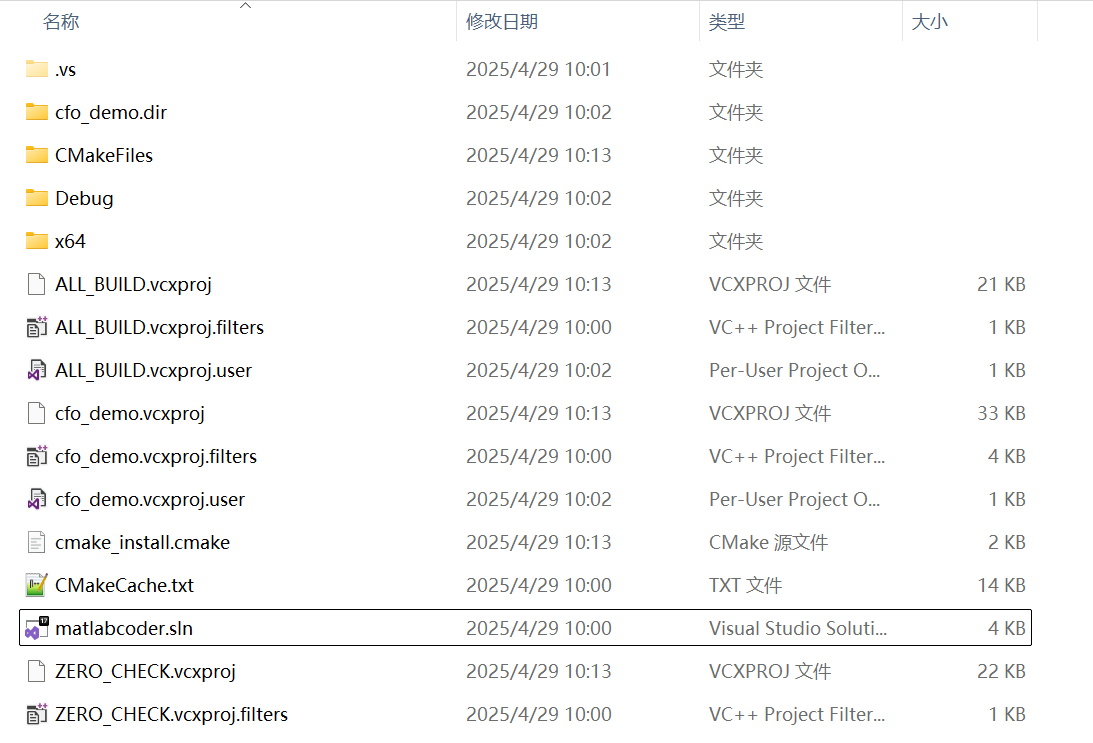 名称 修改日期 类型 大小
.vs 2025/4/29 10:01 文件夹
cfo_demo.dir 2025/4/29 10:02 文件夹
CMakeFiles 2025/4/29 10:13 文件夹
Debug 2025/4/29 10:02 文件夹
x64 2025/4/29 10:02 文件夹
ALL_BUILD.vcxproj 2025/4/29 10:13 VCXPROJ 文件 21 KB
ALL_BUILD.vcxproj.filters 2025/4/29 10:00 VC++ Project Filter... 1 KB
ALL_BUILD.vcxproj.user 2025/4/29 10:02 Per-User Project O... 1 KB
cfo_demo.vcxproj 2025/4/29 10:13 VCXPROJ 文件 33 KB
cfo_demo.vcxproj.filters 2025/4/29 10:00 VC++ Project Filter... 4 KB
cfo_demo.vcxproj.user 2025/4/29 10:02 Per-User Project O... 1 KB
cmake_install.cmake 2025/4/29 10:13 CMake 源文件 2 KB
CMakeCache.txt 2025/4/29 10:00 TXT 文件 14 KB
matlabcoder.sln 2025/4/29 10:00 Visual Studio Soluti... 4 KB
ZERO_CHECK.vcxproj 2025/4/29 10:13 VCXPROJ 文件 22 KB
ZERO_CHECK.vcxproj.filters 2025/4/29 10:00 VC++ Project Filter... 1 KB